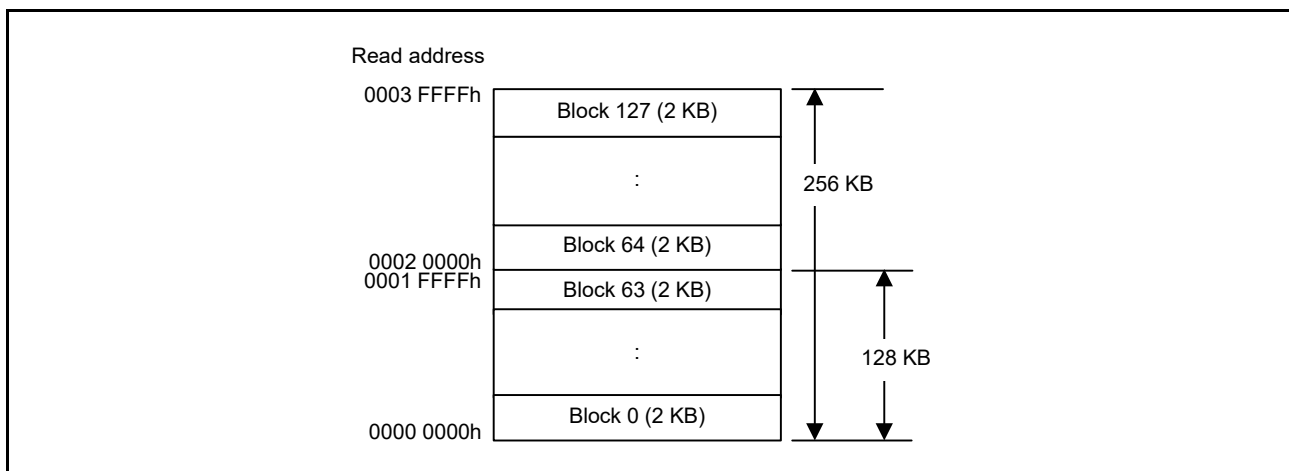 Read address
0003 FFFFh
Block 127 (2 KB)
:
256 KB
Block 64 (2 KB)
0002 0000h
0001 FFFFh
Block 63 (2 KB)
:
128 KB
Block 0 (2 KB)
0000 0000h